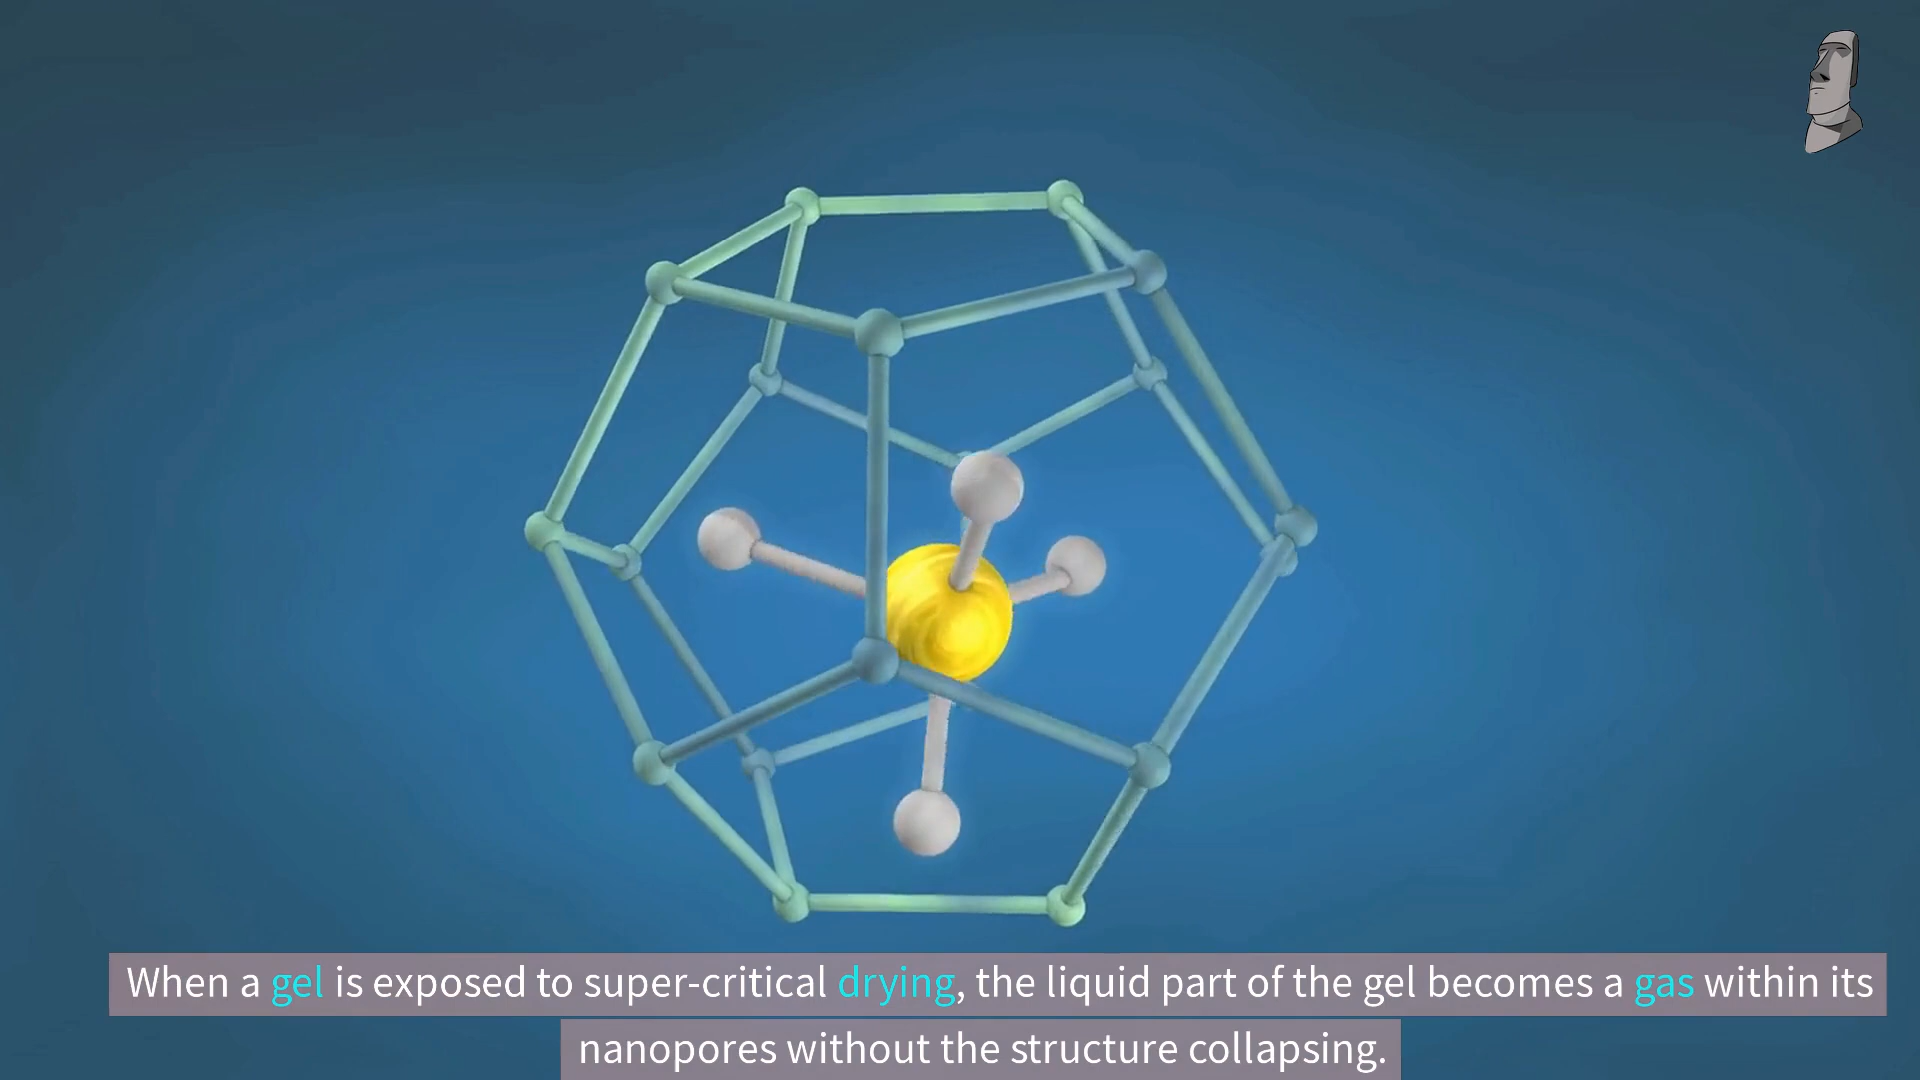 When a gel is exposed to super-critical drying, the liquid part of the gel becomes a gas within its
nanopores without the structure collapsing.